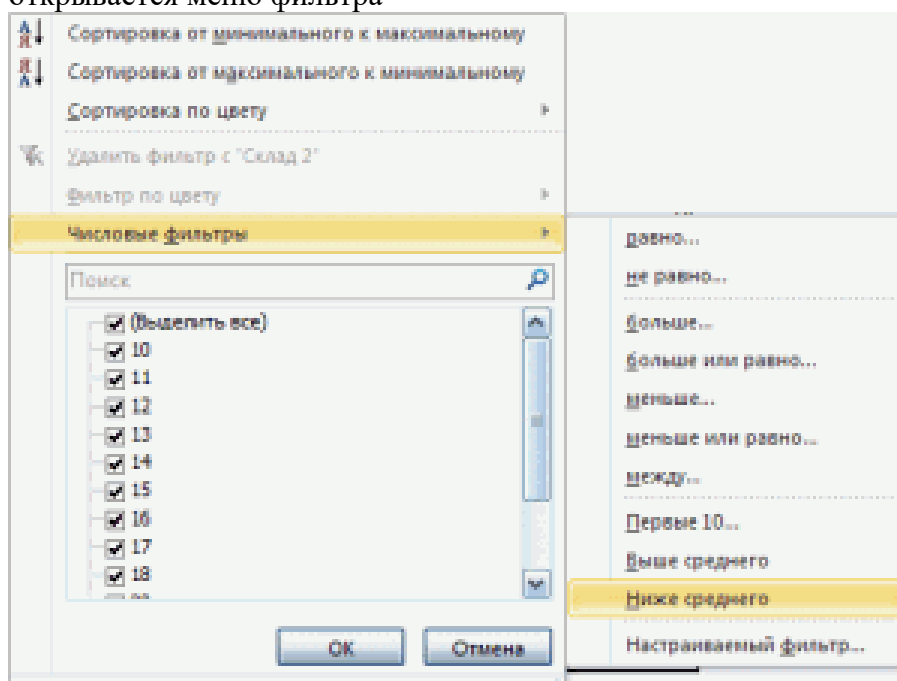 открывается меню фильтра
Сортировка от минимального к максимальному
Сортировка от максимального к минимальному
Сортировка по цвету
Удалить фильтр с "Склад 2"
Фильтр по цвету
Числовые фильтры
Поиск
(Выделить все)
10
11
12
13
14
15
16
17
18
ОК
Отмена
равно...
не равно...
больше...
больше или равно...
меньше...
меньше или равно...
между...
Первые 10...
Выше среднего
Ниже среднего
Настраиваемый фильтр...